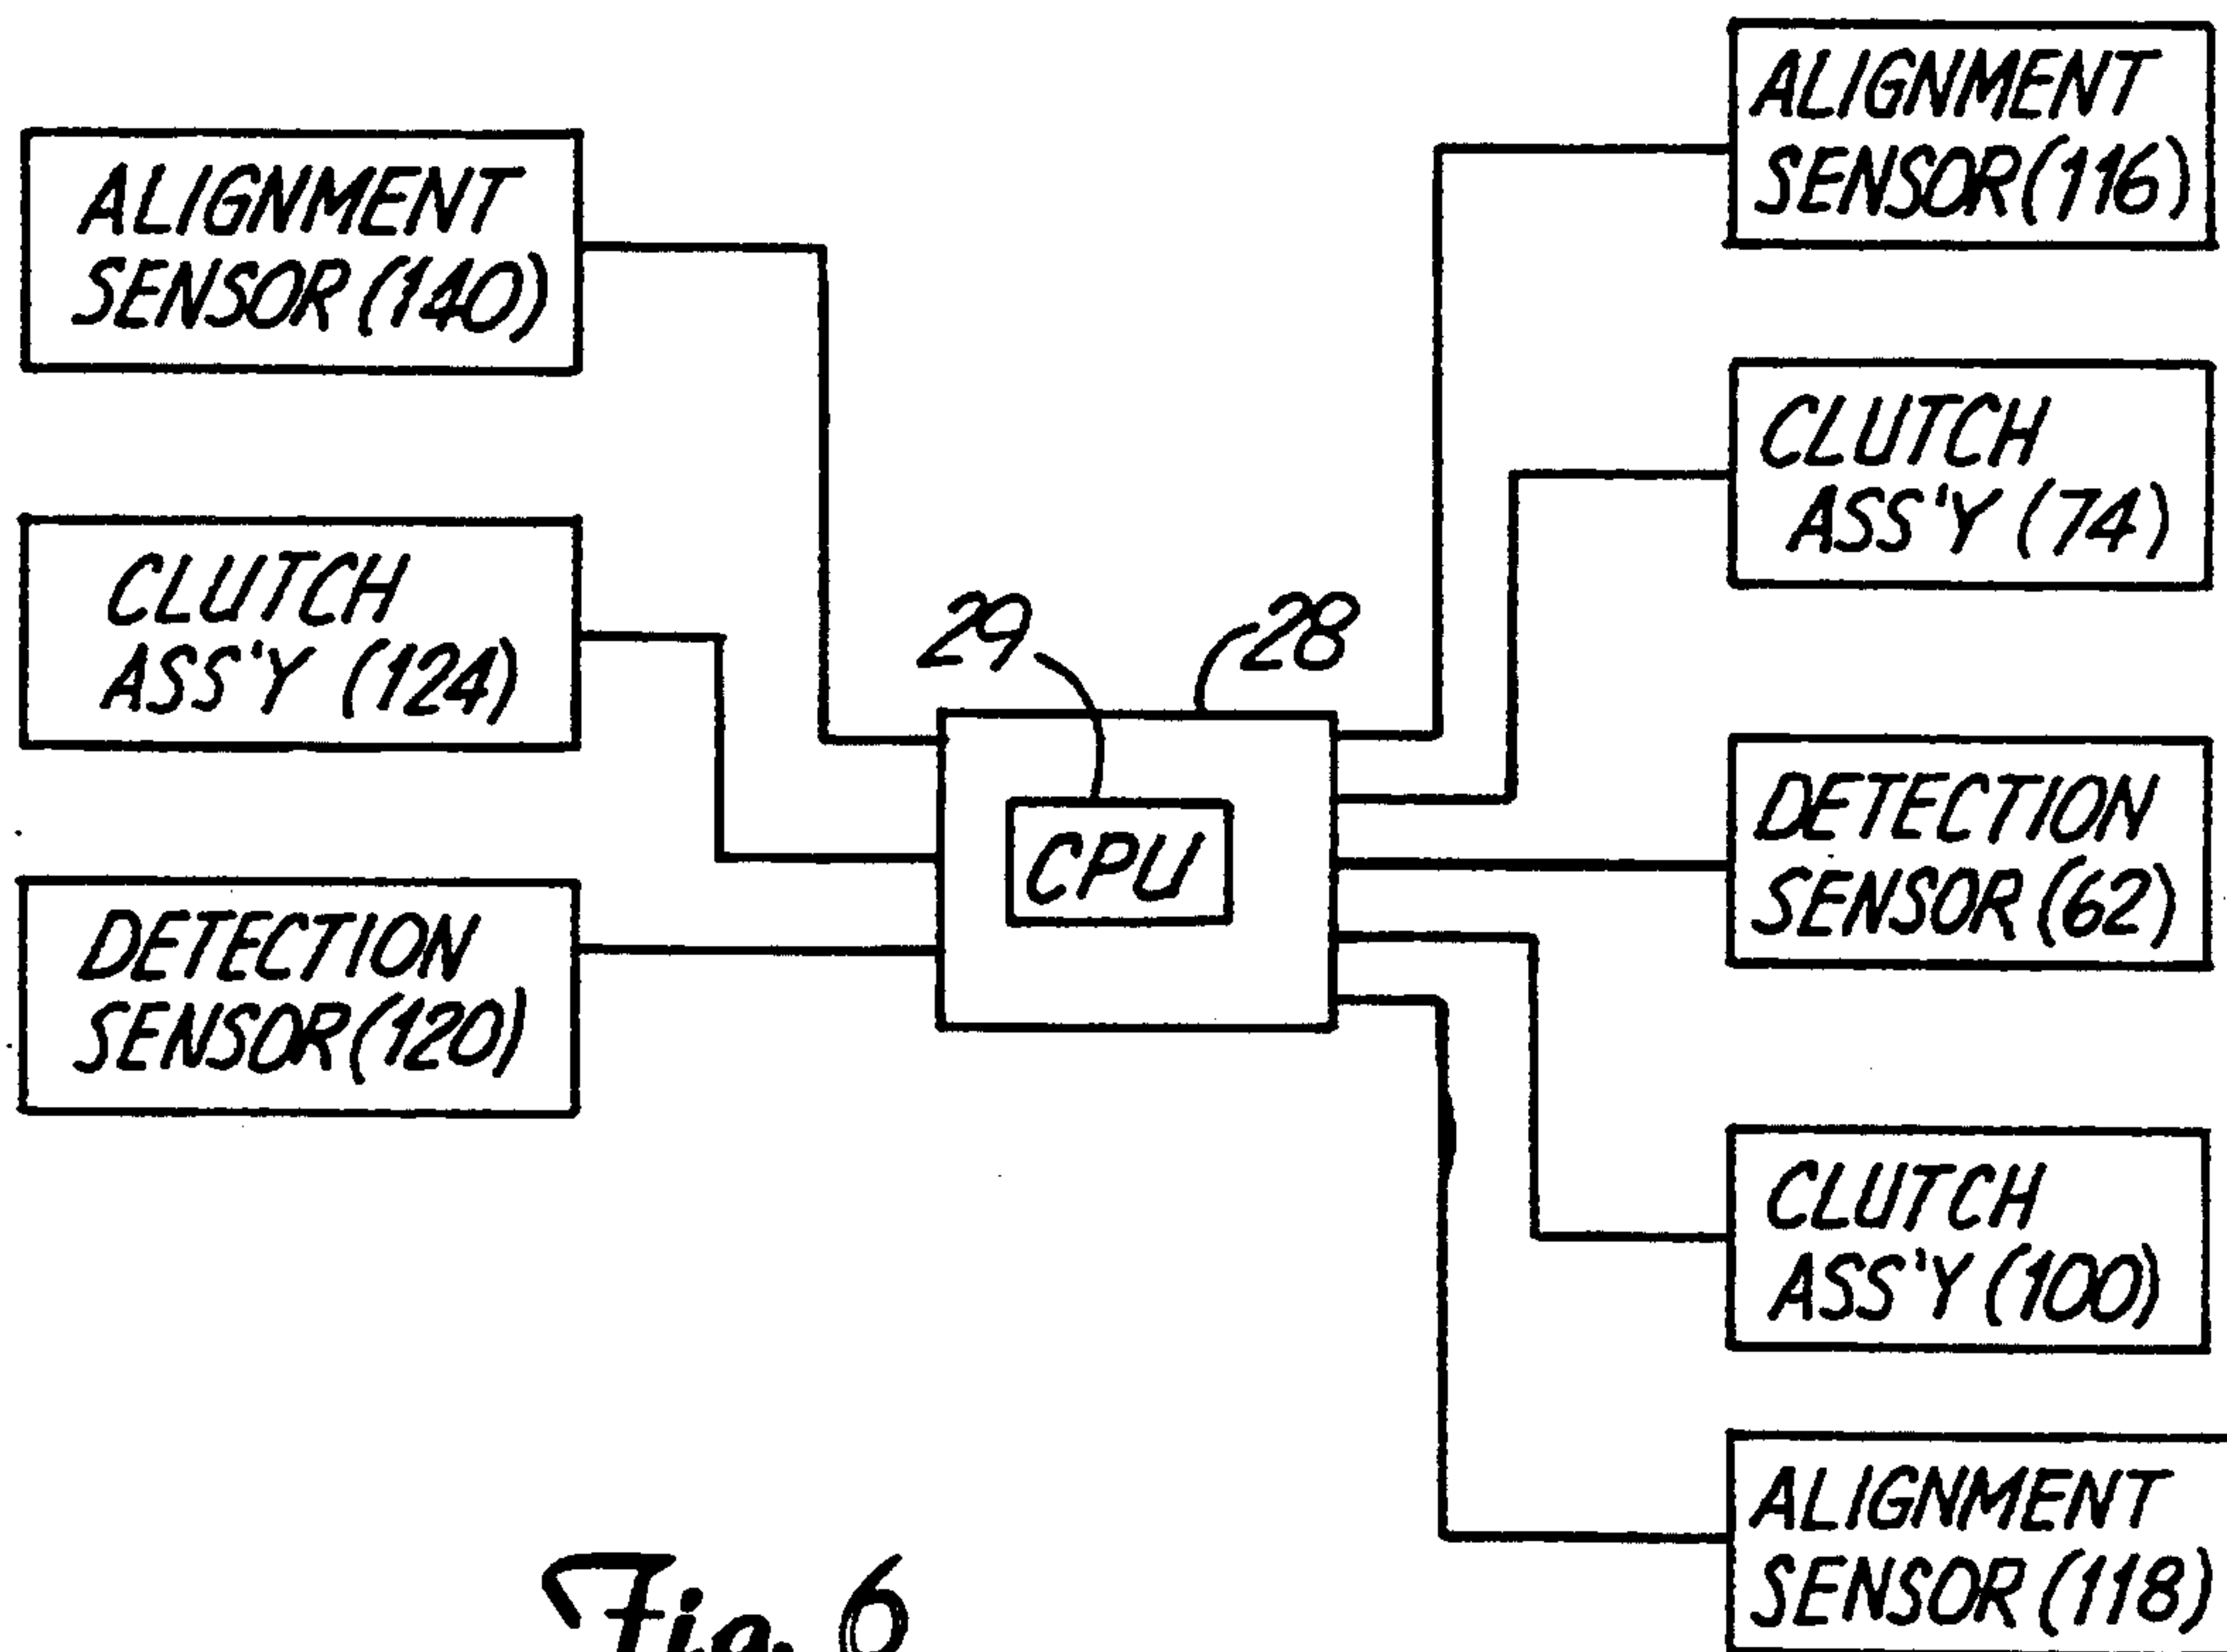 ALIGNMENT
SENSOR (140)
CLUTCH
ASS'Y (124)
DETECTION
SENSOR (120)
29
28
CPU
ALIGNMENT
SENSOR (116)
CLUTCH
ASS'Y (74)
DETECTION
SENSOR (62)
CLUTCH
ASS'Y (100)
ALIGNMENT
SENSOR (118)
Fig. 6